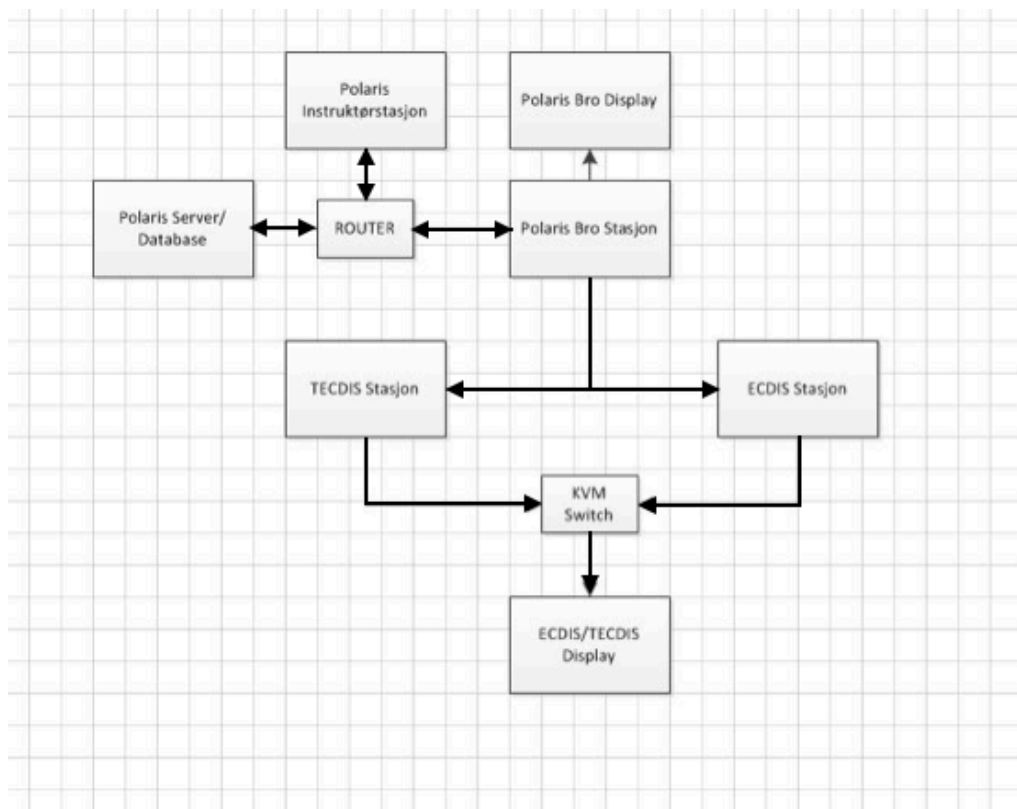 Polaris
Instruktørstasjon
Polaris Bro Display
Polaris Server/
Database
ROUTER
Polaris Bro Stasjon
TECDIS Stasjon
ECDIS Stasjon
KVM
Switch
ECDIS/TECDIS
Display